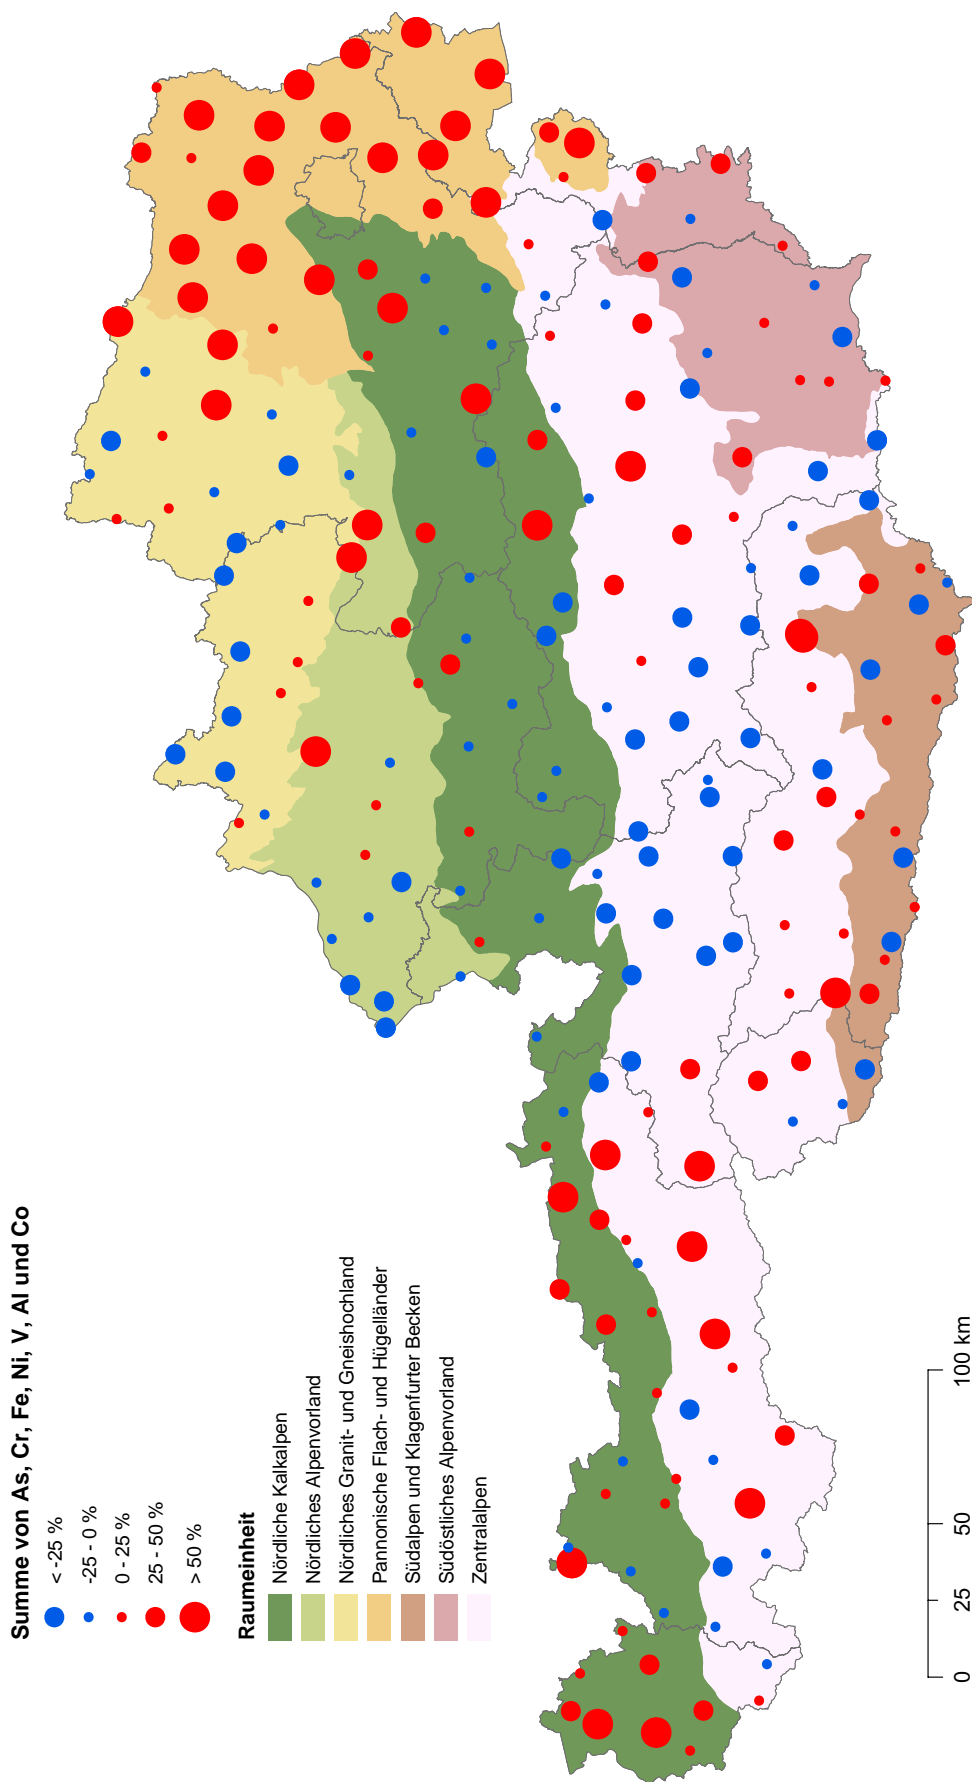 Summe von As, Cr, Fe, Ni, V, Al und Co
< -25 %
-25 - 0 %
0 - 25 %
25 - 50 %
> 50 %
Raumeinheit
Nördliche Kalkalpen
Nördliches Alpenvorland
Nördliches Granit- und Gneishochland
Pannonische Flach- und Hügelländer
Südalpen und Klagenfurter Becken
Südöstliches Alpenvorland
Zentralalpen
0 25 50 100 km